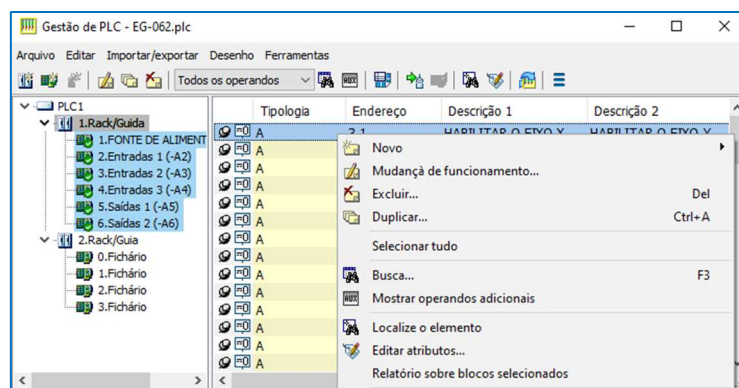 Gestão de PLC - EG-062.plc
Arquivo Editar Importar/exportar Desenho Ferramentas
Todos os operandos
PLC1
1.Rack/Guida
1.FONTE DE ALIMENT
2.Entradas 1 (-A2)
3.Entradas 2 (-A3)
4.Entradas 3 (-A4)
5.Saídas 1 (-A5)
6.Saídas 2 (-A6)
2.Rack/Guia
0.Fichário
1.Fichário
2.Fichário
3.Fichário
Tipologia Endereço Descrição 1 Descrição 2
A 3.1 HABILITAR O EIXO Y HABILITAR O EIXO Y
A
A
A
A
A
A
A
A
A
A
A
A
Novo
Mudançà de funcionamento...
Excluir... Del
Duplicar... Ctrl+A
Selecionar tudo
Busca... F3
Mostrar operandos adicionais
Localize o elemento
Editar atributos...
Relatório sobre blocos selecionados